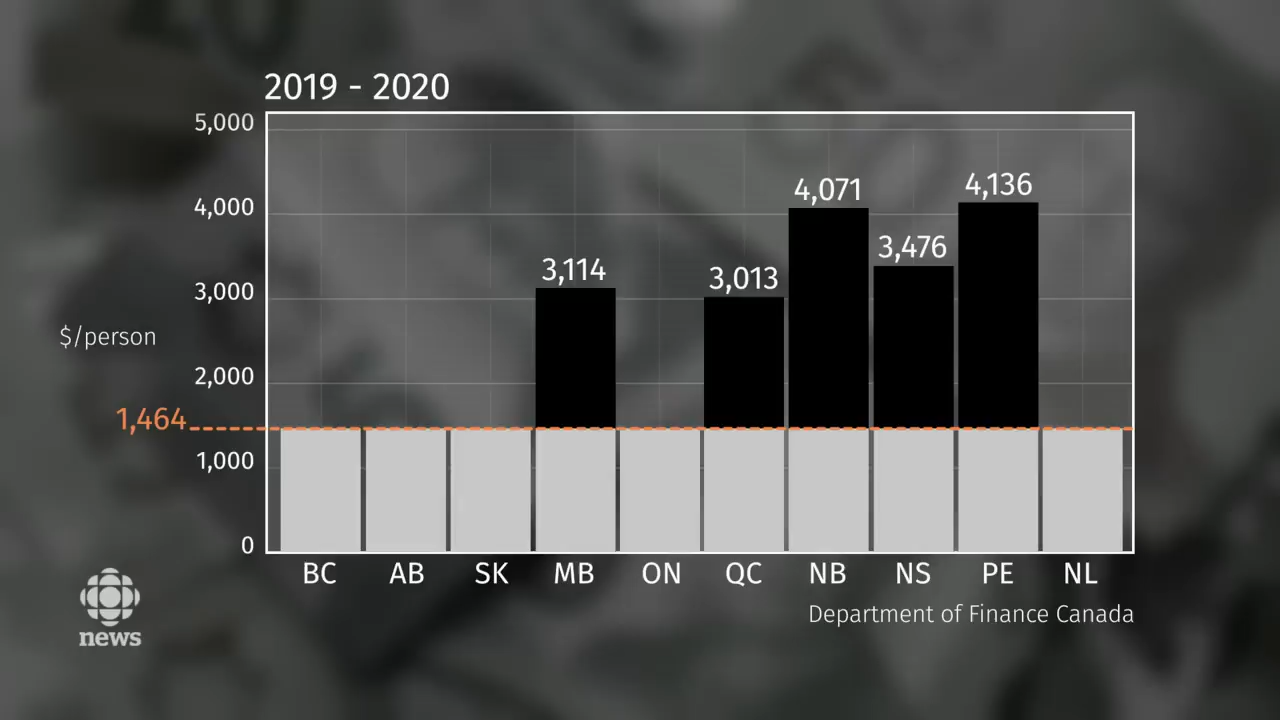 2019 - 2020
5,000
4,000
3,000
2,000
1,000
0
$/person
1,464
3,114
3,013
4,071
3,476
4,136
BC AB SK MB ON QC NB NS PE NL
Department of Finance Canada
news